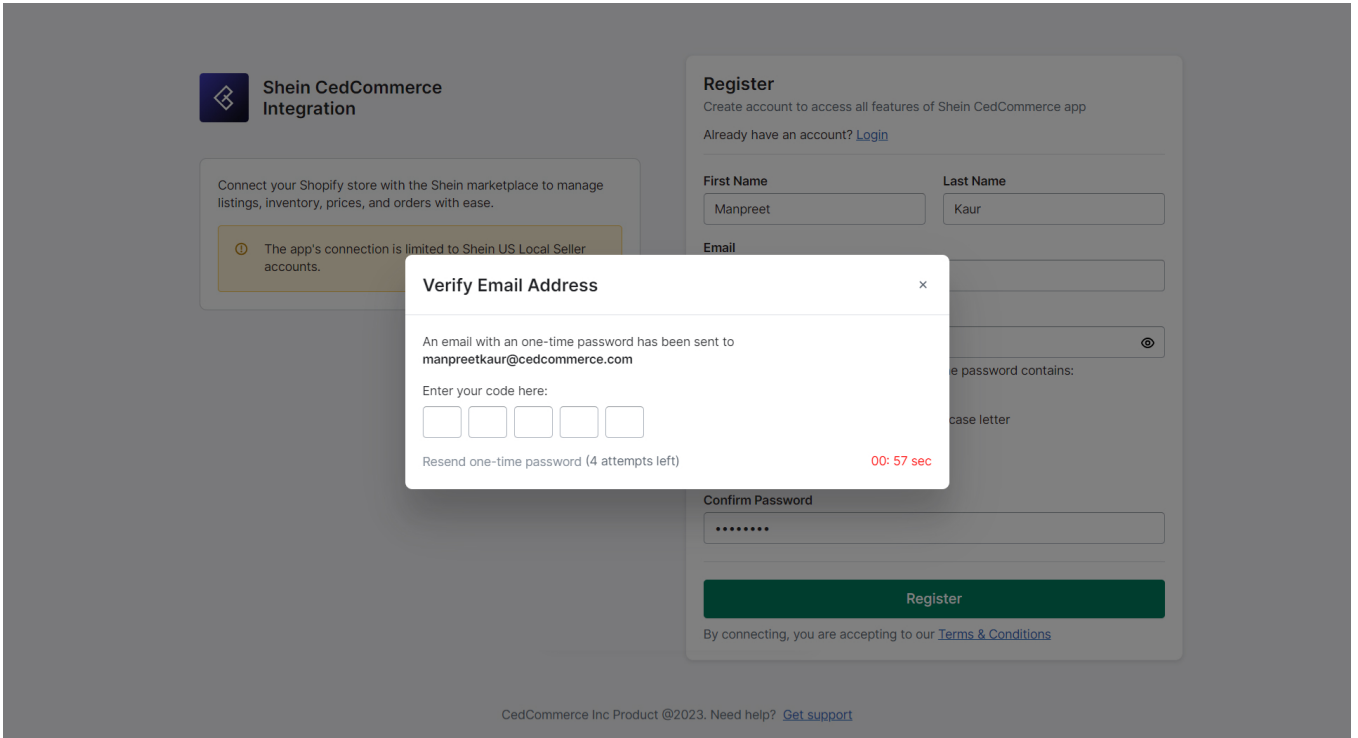 Shein CedCommerce
Integration
Connect your Shopify store with the Shein marketplace to manage
listings, inventory, prices, and orders with ease.
The app's connection is limited to Shein US Local Seller
accounts.
Register
Create account to access all features of Shein CedCommerce app
Already have an account? Login
First Name
Last Name
Manpreet
Kaur
Email
Verify Email Address
×
An email with an one-time password has been sent to
manpreetkaur@cedcommerce.com
Enter your code here:
Resend one-time password (4 attempts left)
00: 57 sec
password contains:
case letter
Confirm Password
••••••••
Register
By connecting, you are accepting to our Terms & Conditions
CedCommerce Inc Product @2023. Need help? Get support